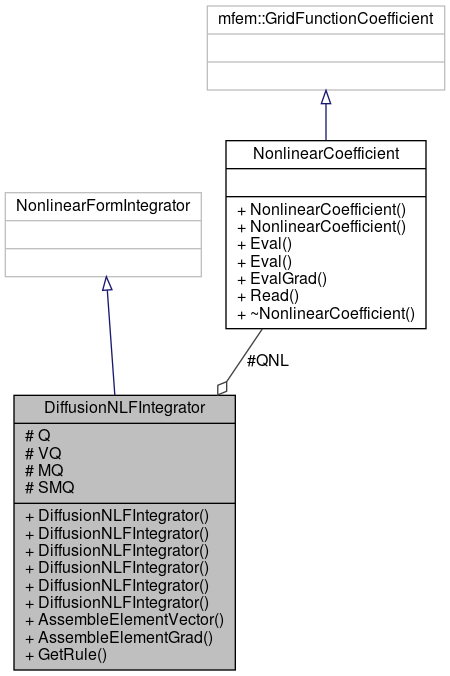 mfem::GridFunctionCoefficient
NonlinearCoefficient
+ NonlinearCoefficient()
+ NonlinearCoefficient()
+ Eval()
+ Eval()
+ EvalGrad()
+ Read()
+ ~NonlinearCoefficient()
NonlinearFormIntegrator
#QNL
DiffusionNLFIntegrator
# Q
# VQ
# MQ
# SMQ
+ DiffusionNLFIntegrator()
+ DiffusionNLFIntegrator()
+ DiffusionNLFIntegrator()
+ DiffusionNLFIntegrator()
+ DiffusionNLFIntegrator()
+ DiffusionNLFIntegrator()
+ AssembleElementVector()
+ AssembleElementGrad()
+ GetRule()